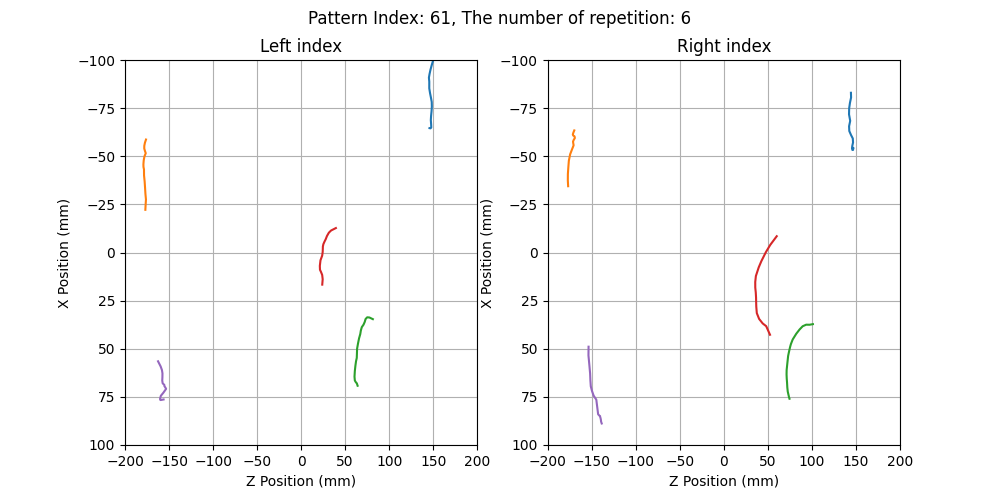 Pattern Index: 61, The number of repetition: 6
Left index
Right index
X Position (mm)
−100
−75
−50
−25
0
25
50
75
100
−200 −150 −100 −50 0 50 100 150 200
Z Position (mm)
X Position (mm)
−100
−75
−50
−25
0
25
50
75
100
−200 −150 −100 −50 0 50 100 150 200
Z Position (mm)